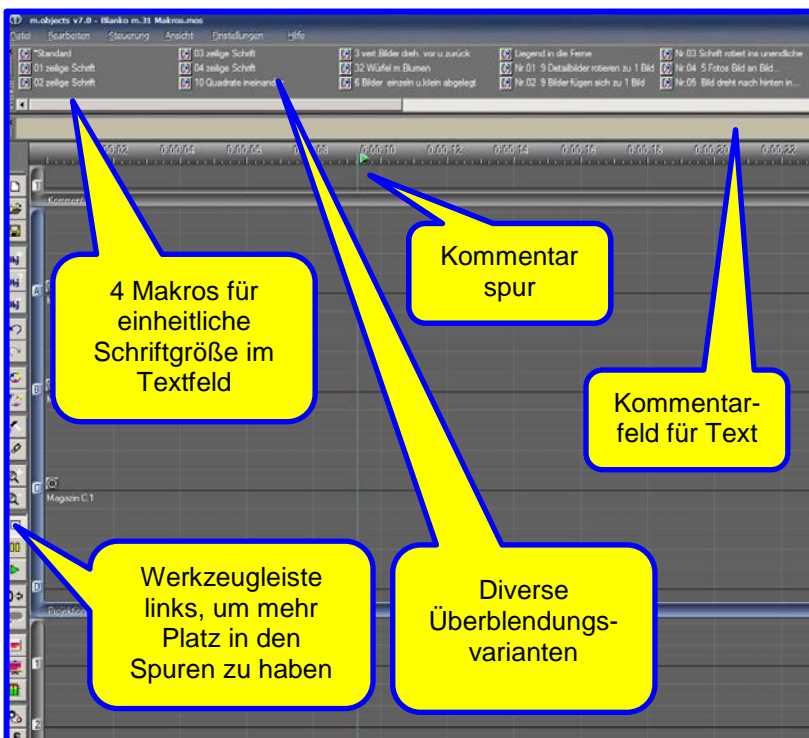 m.objects v7.0 - Blanko m.31 Makros.mos
Datei Bearbeiten Steuerung Ansicht Einstellungen Hilfe
*Standard
01 zeilige Schrift
02 zeilige Schrift
03 zeilige Schrift
04 zeilige Schrift
10 Quadrate ineinander
3 vert Bilder dreh. vor u.zurück
32 Würfel m.Blumen
6 Bilder einzeln u.klein abgelegt
Liegend in die Ferne
Nr.01 9 Detailbilder rotieren zu 1 Bild
Nr.02 9 Bilder fügen sich zu 1 Bild
Nr.03 Schrift rotiert ins unendliche
Nr.04 5 Fotos Bild an Bild...
Nr.05 Bild dreht nach hinten in...
0:00:02 0:00:04 0:00:06 0:00:10 0:00:12 0:00:14 0:00:16 0:00:18 0:00:20 0:00:22
Kommentar
spur
4 Makros für
einheitliche
Schriftgröße im
Textfeld
Kommentar-
feld für Text
A
B
C
Magazin C.1
D
Werkzeugleiste
links, um mehr
Platz in den
Spuren zu haben
Diverse
Überblendungs-
varianten
1
2